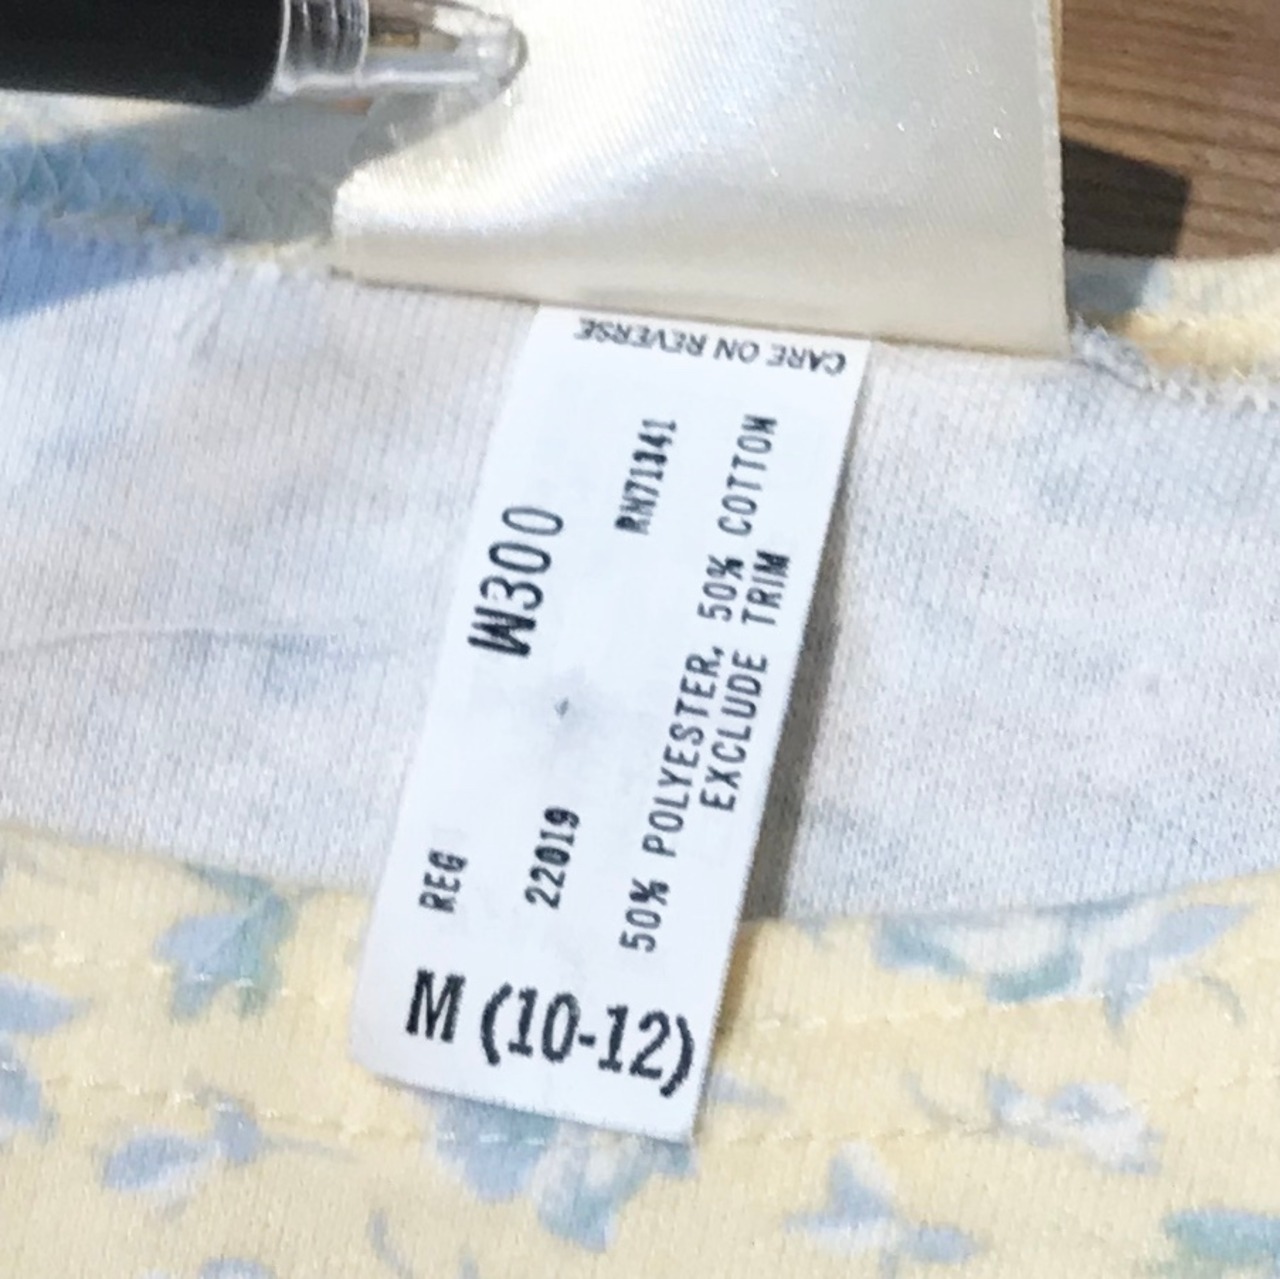 CARE ON REVERSE
W300
RN71341
50% POLYESTER, 50% COTTON
EXCLUDE TRIM
REG
22019
M (10-12)